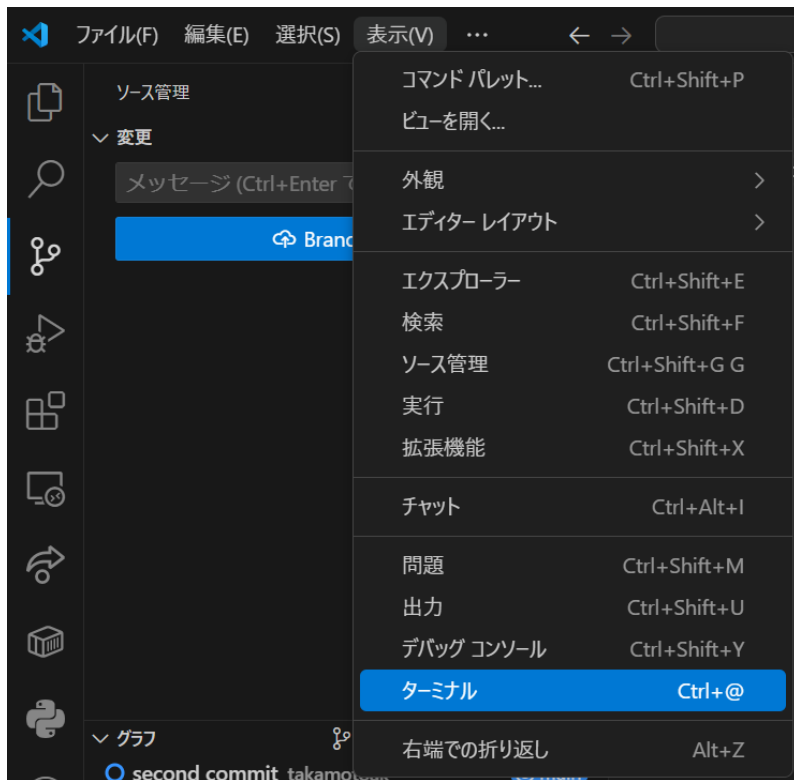 ファイル(F) 編集(E) 選択(S) 表示(V) ...
ソース管理
変更
メッセージ (Ctrl+Enter で
Branc
コマンド パレット... Ctrl+Shift+P
ビューを開く...
外観
エディター レイアウト
エクスプローラー Ctrl+Shift+E
検索 Ctrl+Shift+F
ソース管理 Ctrl+Shift+G G
実行 Ctrl+Shift+D
拡張機能 Ctrl+Shift+X
チャット Ctrl+Alt+I
問題 Ctrl+Shift+M
出力 Ctrl+Shift+U
デバッグ コンソール Ctrl+Shift+Y
ターミナル Ctrl+@
右端での折り返し Alt+Z
グラフ
second commit